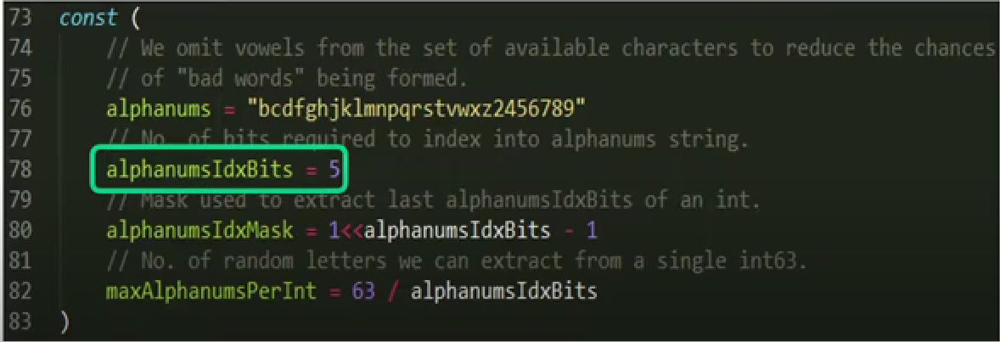 73 const (
74 // We omit vowels from the set of available characters to reduce the chances
75 // of "bad words" being formed.
76 alphanums = "bcdfghjklmnpqrstvwxz2456789"
77 // No. of bits required to index into alphanums string.
78 alphanumsIdxBits = 5
79 // Mask used to extract last alphanumsIdxBits of an int.
80 alphanumsIdxMask = 1<<alphanumsIdxBits - 1
81 // No. of random letters we can extract from a single int63.
82 maxAlphanumsPerInt = 63 / alphanumsIdxBits
83 )